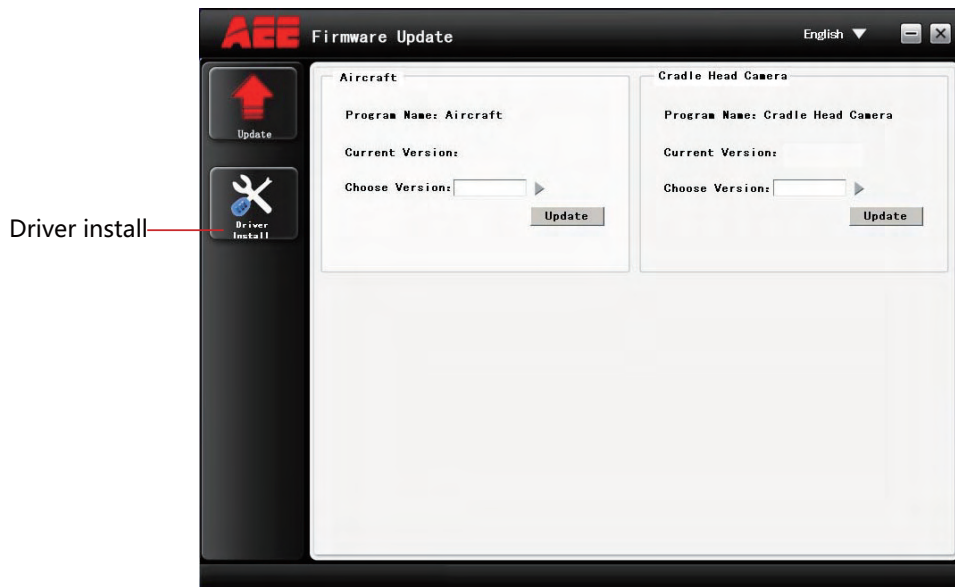 AEE Firmware Update English
Update
Driver install
Driver
Install
Aircraft
Program Name: Aircraft
Current Version:
Choose Version:
Update
Cradle Head Camera
Program Name: Cradle Head Camera
Current Version:
Choose Version:
Update